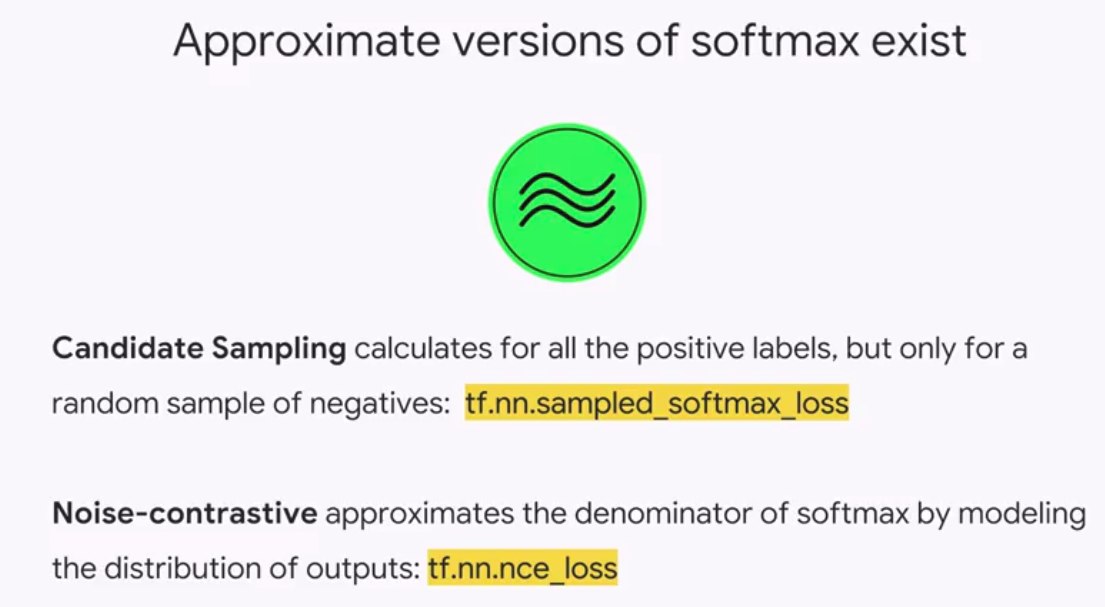 Approximate versions of softmax exist
Candidate Sampling calculates for all the positive labels, but only for a
random sample of negatives: tf.nn.sampled_softmax_loss
Noise-contrastive approximates the denominator of softmax by modeling
the distribution of outputs: tf.nn.nce_loss